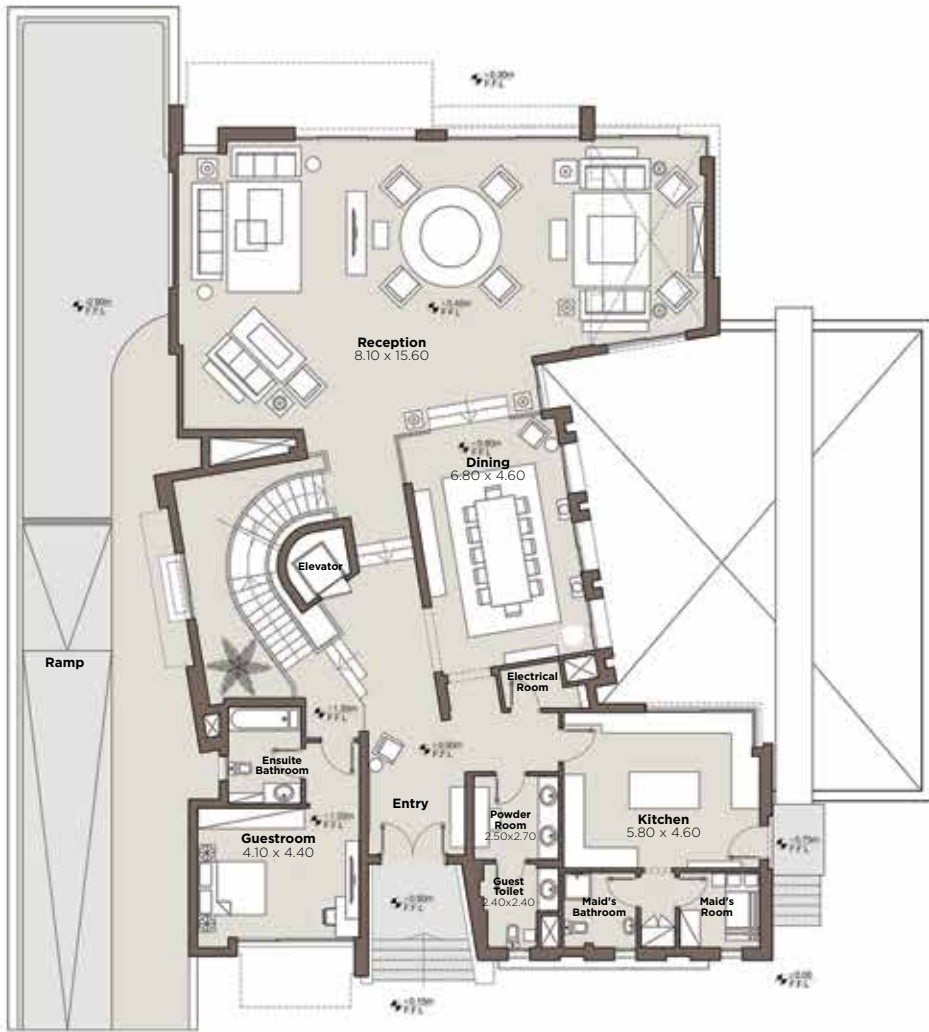 F.F.L
F.F.L
F.F.L
Reception
8.10 x 15.60
F.F.L
Dining
6.80 x 4.60
Elevator
Ramp
Electrical
Room
F.F.L
F.F.L
Ensuite
Bathroom
Entry
F.F.L
Guestroom
4.10 x 4.40
Powder
Room
2.50x2.70
Kitchen
5.80 x 4.60
F.F.L
Guest
Toilet
2.40x2.40
Maid's
Bathroom
Maid's
Room
F.F.L
F.F.L
F.F.L